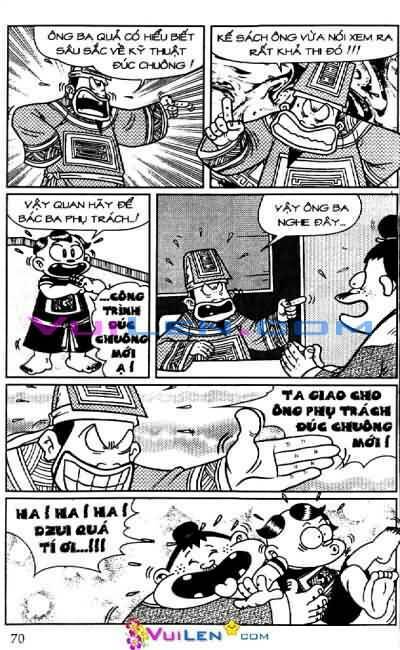 ÔNG BA QUẢ CÓ HIỂU BIẾT
SÂU SẮC VỀ KỸ THUẬT
ĐÚC CHUÔNG !
KẾ SÁCH ÔNG VỪA NÓI XEM RA
RẤT KHẢ THI ĐÓ !!!
VẬY QUAN HÃY ĐỂ
BÁC BA PHỤ TRÁCH..!
...CÔNG
TRÌNH
ĐÚC
CHUÔNG
MỚI
Ạ !
VẬY ÔNG BA
NGHE ĐÂY...
VUILEN.COM
TA GIAO CHO
ÔNG PHỤ TRÁCH
ĐÚC CHUÔNG
MỚI !
HA ! HA ! HA !
DZUI QUÁ
TÍ ƠI...!!!
70
VUILEN.COM